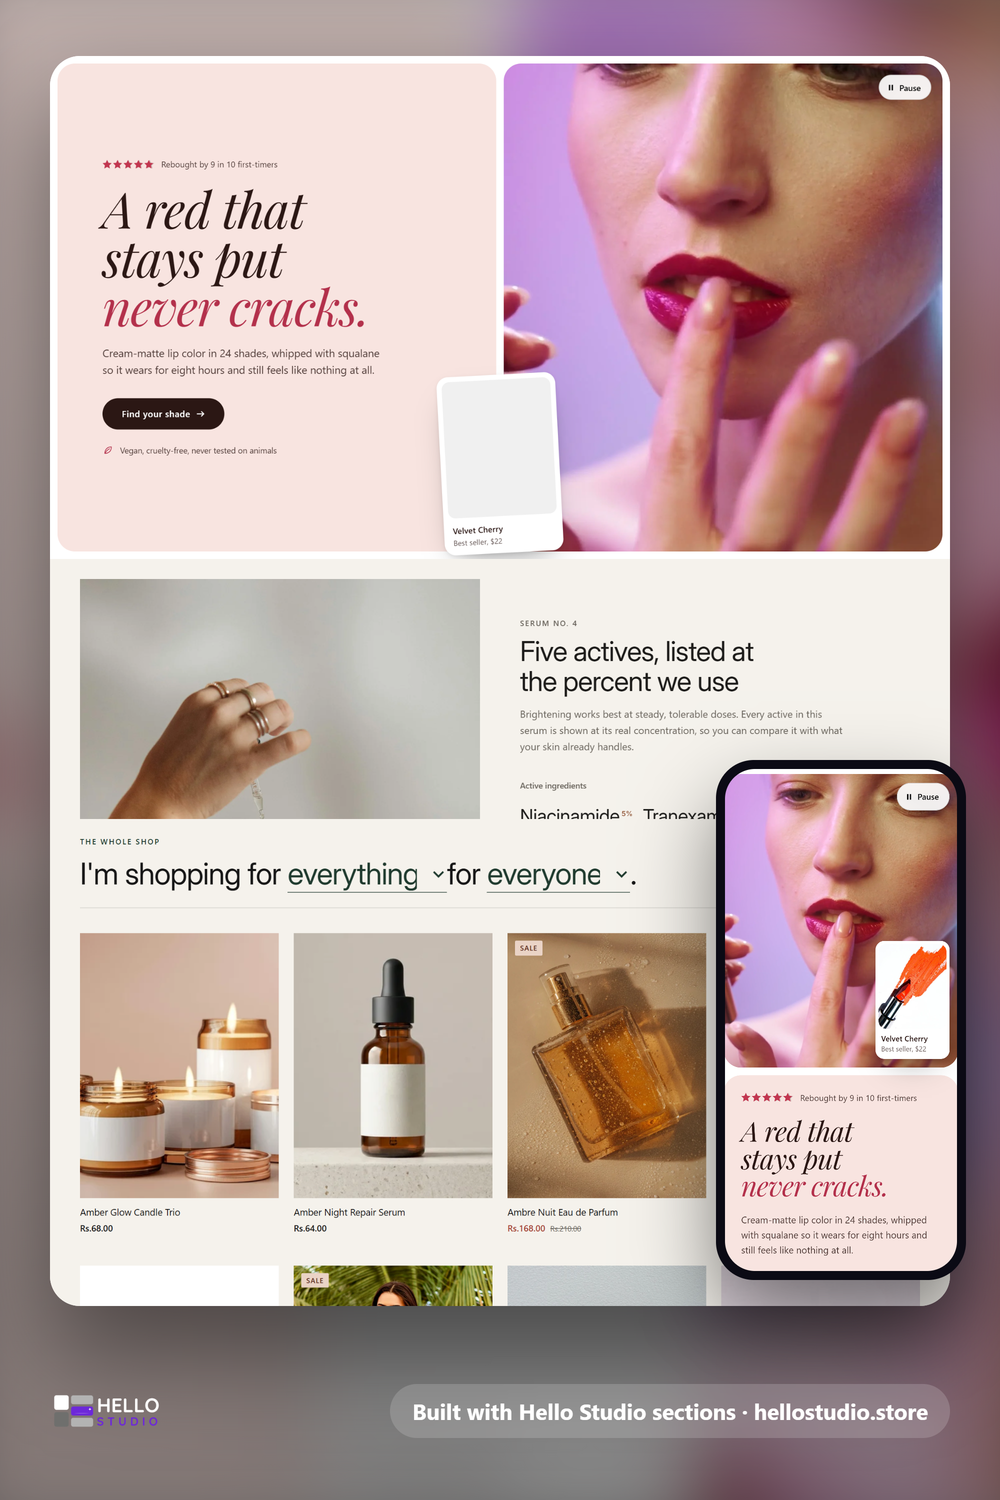 Pause
★★★★★ Rebought by 9 in 10 first-timers
A red that
stays put
never cracks.
Cream-matte lip color in 24 shades, whipped with squalane
so it wears for eight hours and still feels like nothing at all.
Find your shade →
Vegan, cruelty-free, never tested on animals
Velvet Cherry
Best seller, $22
SERUM NO. 4
Five actives, listed at
the percent we use
Brightening works best at steady, tolerable doses. Every active in this
serum is shown at its real concentration, so you can compare it with what
your skin already handles.
Active ingredients
Niacinamide 5%
THE WHOLE SHOP
I'm shopping for everything for everyone .
SALE
Amber Glow Candle Trio
Rs.68.00
Amber Night Repair Serum
Rs.64.00
Ambre Nuit Eau de Parfum
Rs.168.00 Rs.210.00
SALE
Pause
Velvet Cherry
Best seller, $22
★★★★★ Rebought by 9 in 10 first-timers
A red that
stays put
never cracks.
Cream-matte lip color in 24 shades, whipped
with squalane so it wears for eight hours and
still feels like nothing at all.
HELLO
STUDIO
Built with Hello Studio sections · hellostudio.store